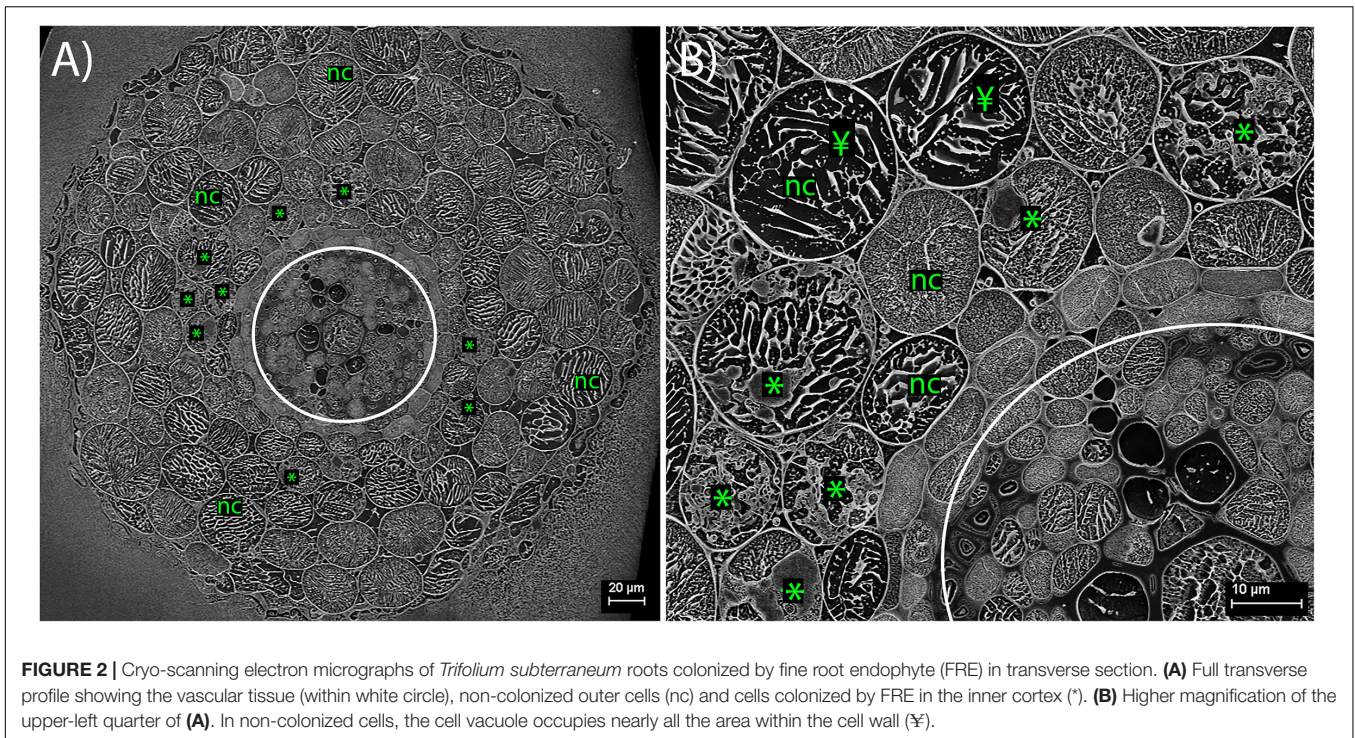 A)
nc
nc
*
*
*
*
*
*
*
nc
*
*
nc
20 µm
B)
¥
¥
*
nc
*
nc
nc
*
*
*
*
10 µm
FIGURE 2 | Cryo-scanning electron micrographs of Trifolium subterraneum roots colonized by fine root endophyte (FRE) in transverse section. (A) Full transverse
profile showing the vascular tissue (within white circle), non-colonized outer cells (nc) and cells colonized by FRE in the inner cortex (*). (B) Higher magnification of the
upper-left quarter of (A). In non-colonized cells, the cell vacuole occupies nearly all the area within the cell wall (¥).